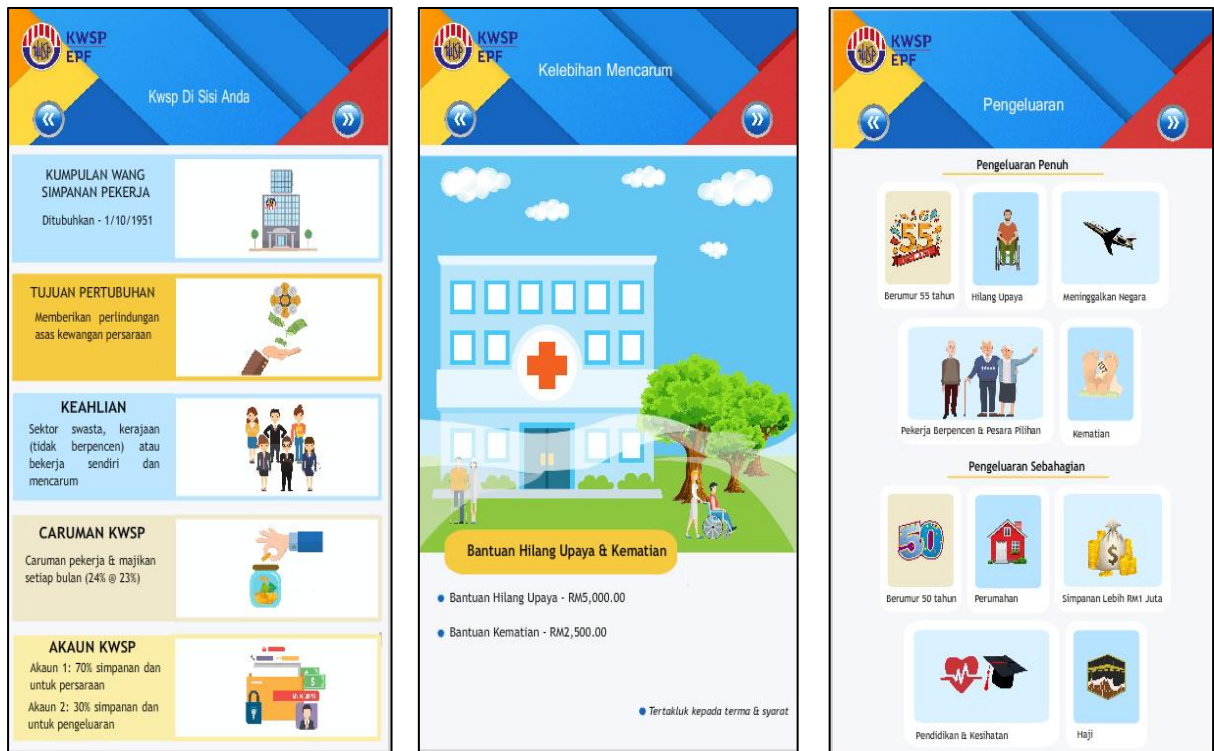 KWSP
EPF
Kwsp Di Sisi Anda
KUMPULAN WANG
SIMPANAN PEKERJA
Ditubuhkan - 1/10/1951
TUJUAN PERTUBUHAN
Memberikan perlindungan
asas kewangan persaraan
KEAHLIAN
Sektor swasta, kerajaan
(tidak berpencen) atau
bekerja sendiri dan
mencarum
CARUMAN KWSP
Caruman pekerja & majikan
setiap bulan (24% @ 23%)
AKAUN KWSP
Akaun 1: 70% simpanan dan
untuk persaraan
Akaun 2: 30% simpanan dan
untuk pengeluaran
KWSP
EPF
Kelebihan Mencarum
Bantuan Hilang Upaya & Kematian
Bantuan Hilang Upaya - RM5,000.00
Bantuan Kematian - RM2,500.00
Tertakluk kepada terma & syarat
KWSP
EPF
Pengeluaran
Pengeluaran Penuh
55
Berumur 55 tahun
Hilang Upaya
Meninggalkan Negara
Pekerja Berpencen & Pesara Pilihan
Kematian
Pengeluaran Sebahagian
50
Berumur 50 tahun
Perumahan
Simpanan Lebih RM1 Juta
Pendidikan & Kesihatan
Haji